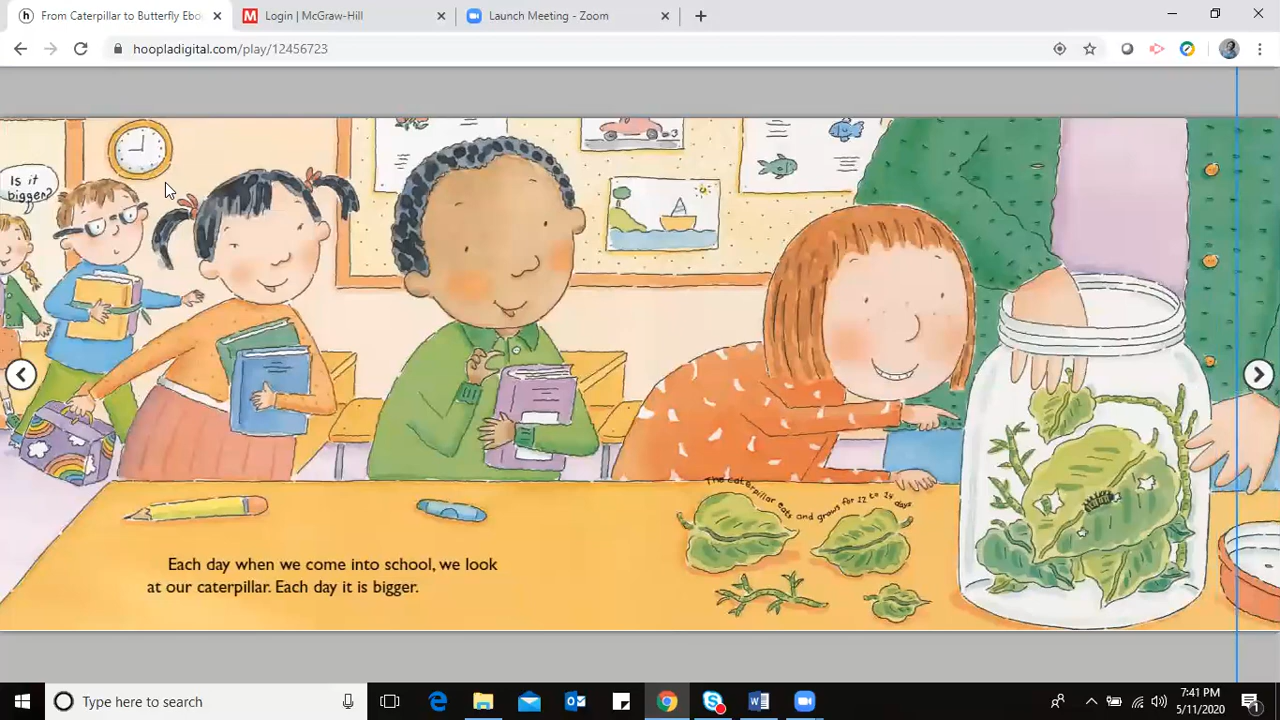 From Caterpillar to Butterfly Ebo
Login | McGraw-Hill
Launch Meeting - Zoom
hoopladigital.com/play/12456723
Is it
bigger?
The caterpillar eats and grows for 12 to 14 days.
Each day when we come into school, we look
at our caterpillar. Each day it is bigger.
Type here to search
7:41 PM
5/11/2020